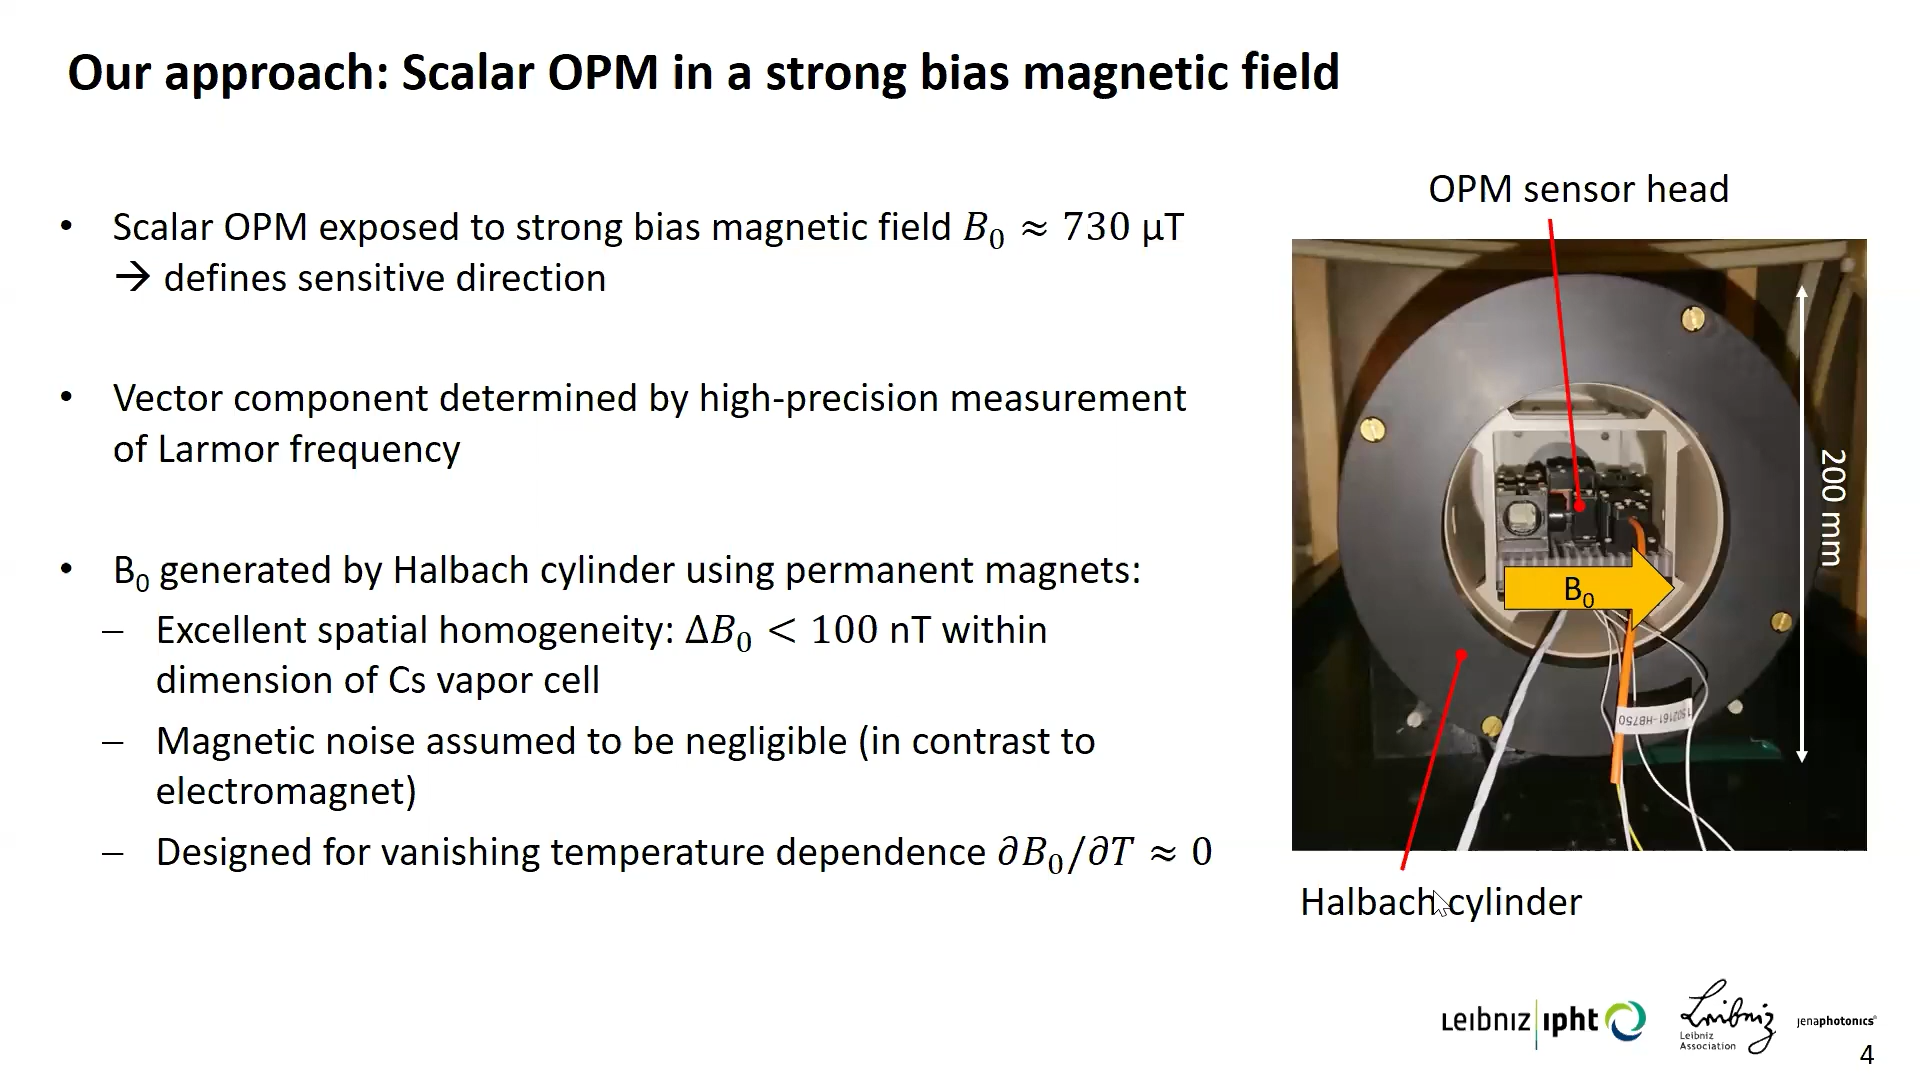 Our approach: Scalar OPM in a strong bias magnetic field
• Scalar OPM exposed to strong bias magnetic field B₀ ≈ 730 µT
→ defines sensitive direction
• Vector component determined by high-precision measurement
of Larmor frequency
• B₀ generated by Halbach cylinder using permanent magnets:
– Excellent spatial homogeneity: ΔB₀ < 100 nT within
dimension of Cs vapor cell
– Magnetic noise assumed to be negligible (in contrast to
electromagnet)
– Designed for vanishing temperature dependence ∂B₀/∂T ≈ 0
OPM sensor head
200 mm
B₀
1502161-HB750
Halbach cylinder
Leibniz ipht
Leibniz
Leibniz
Association
jenaphotonics
4